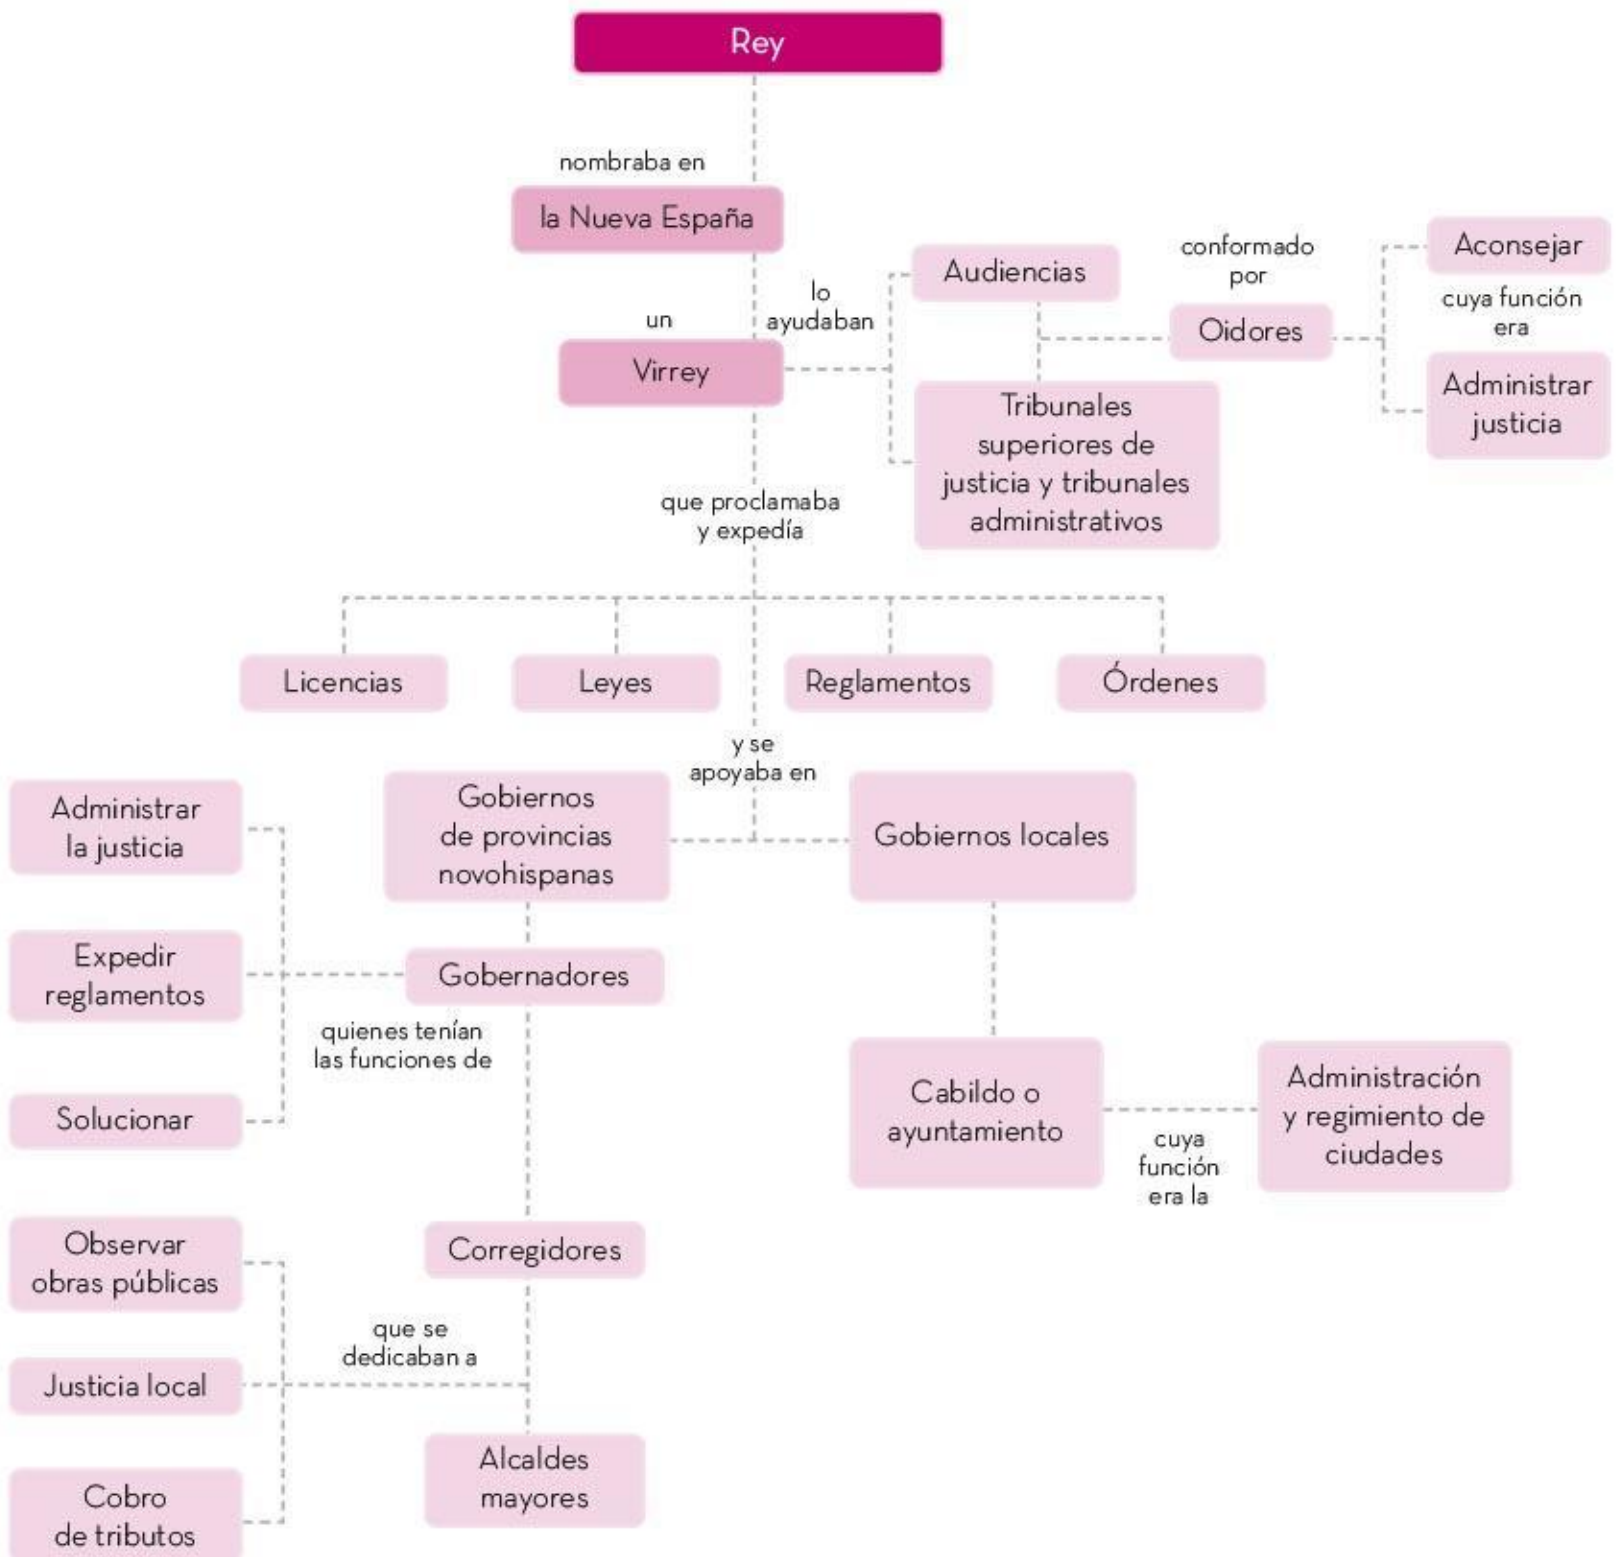 Rey
nombraba en
la Nueva España
un
Virrey
lo
ayudaban
Audiencias
Tribunales
superiores de
justicia y tribunales
administrativos
conformado
por
Oidores
Aconsejar
cuya función
era
Administrar
justicia
que proclamaba
y expedía
Licencias
Leyes
Reglamentos
Órdenes
y se
apoyaba en
Gobiernos
de provincias
novohispanas
Gobiernos locales
Administrar
la justicia
Expedir
reglamentos
Solucionar
Gobernadores
quienes tenían
las funciones de
Cabildo o
ayuntamiento
cuya
función
era la
Administración
y regimiento de
ciudades
Observar
obras públicas
Justicia local
Cobro
de tributos
Corregidores
que se
dedicaban a
Alcaldes
mayores